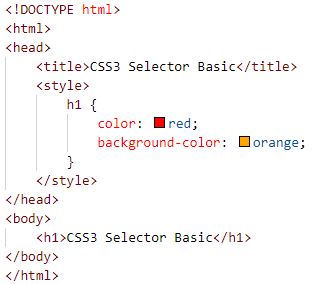 <!DOCTYPE html>
<html>
<head>
    <title>CSS3 Selector Basic</title>
    <style>
        h1 {
            color: red;
            background-color: orange;
        }
    </style>
</head>
<body>
    <h1>CSS3 Selector Basic</h1>
</body>
</html>